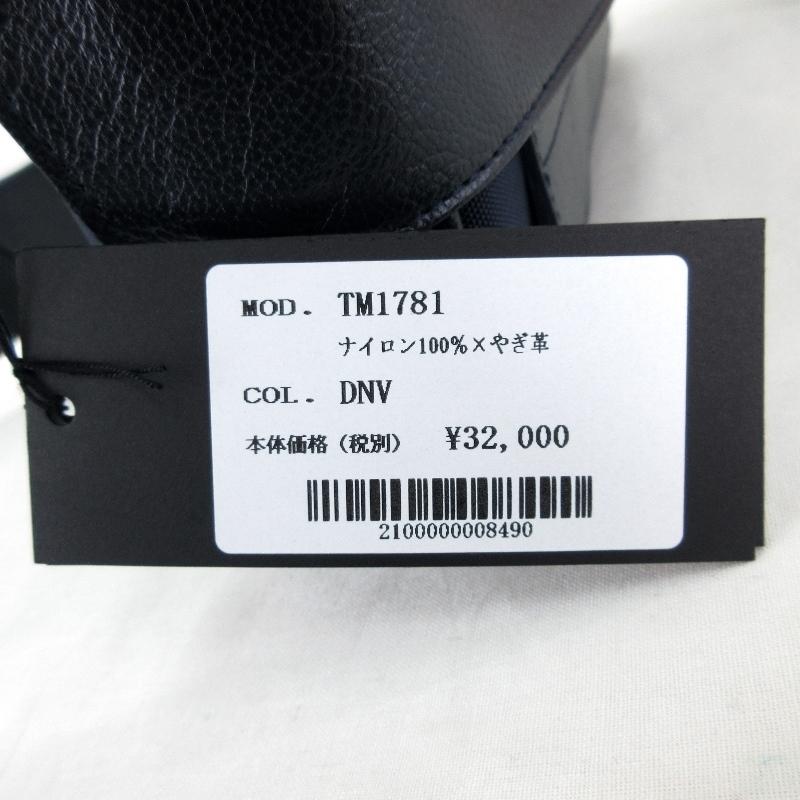 MOD. TM1781
ナイロン100%×やぎ革
COL. DNV
本体価格（税別） ¥32,000
2100000008490